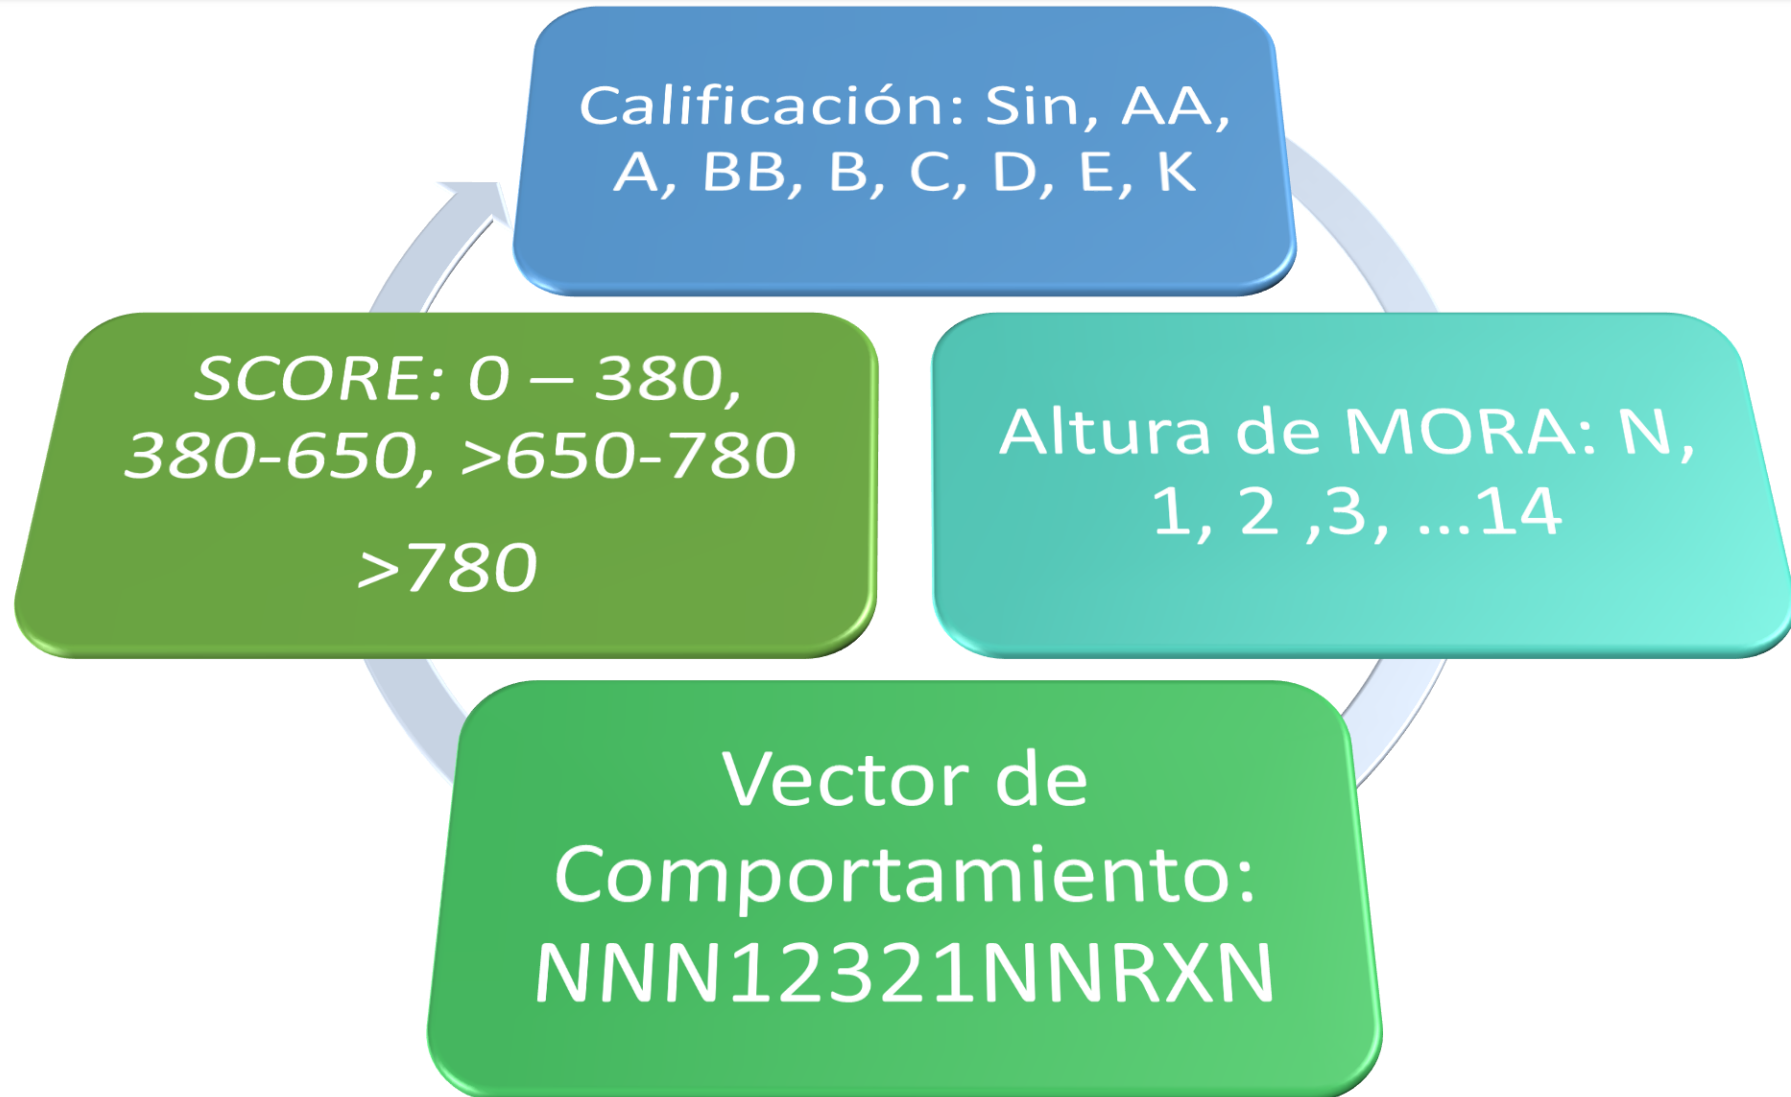 Calificación: Sin, AA,
A, BB, B, C, D, E, K
Altura de MORA: N,
1, 2 ,3, ...14
Vector de
Comportamiento:
NNN12321NNRXN
SCORE: 0 – 380,
380-650, >650-780
>780